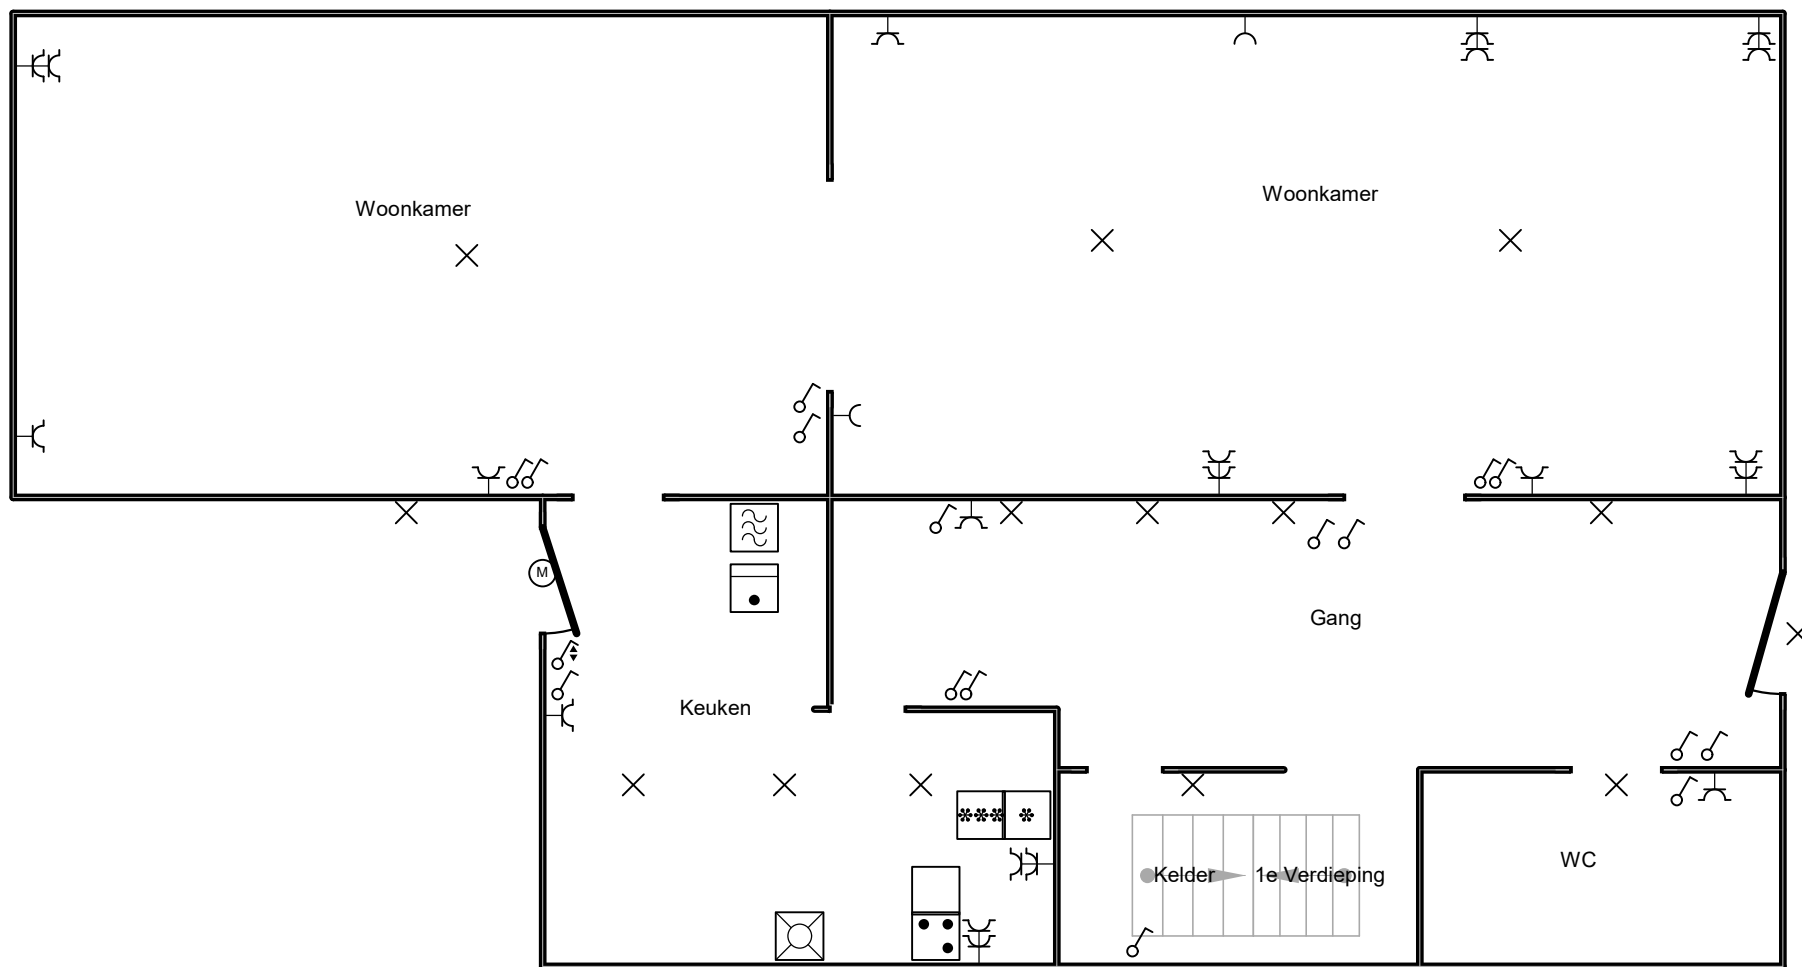 Woonkamer
Woonkamer
M
Gang
Keuken
Kelder
1e Verdieping
WC